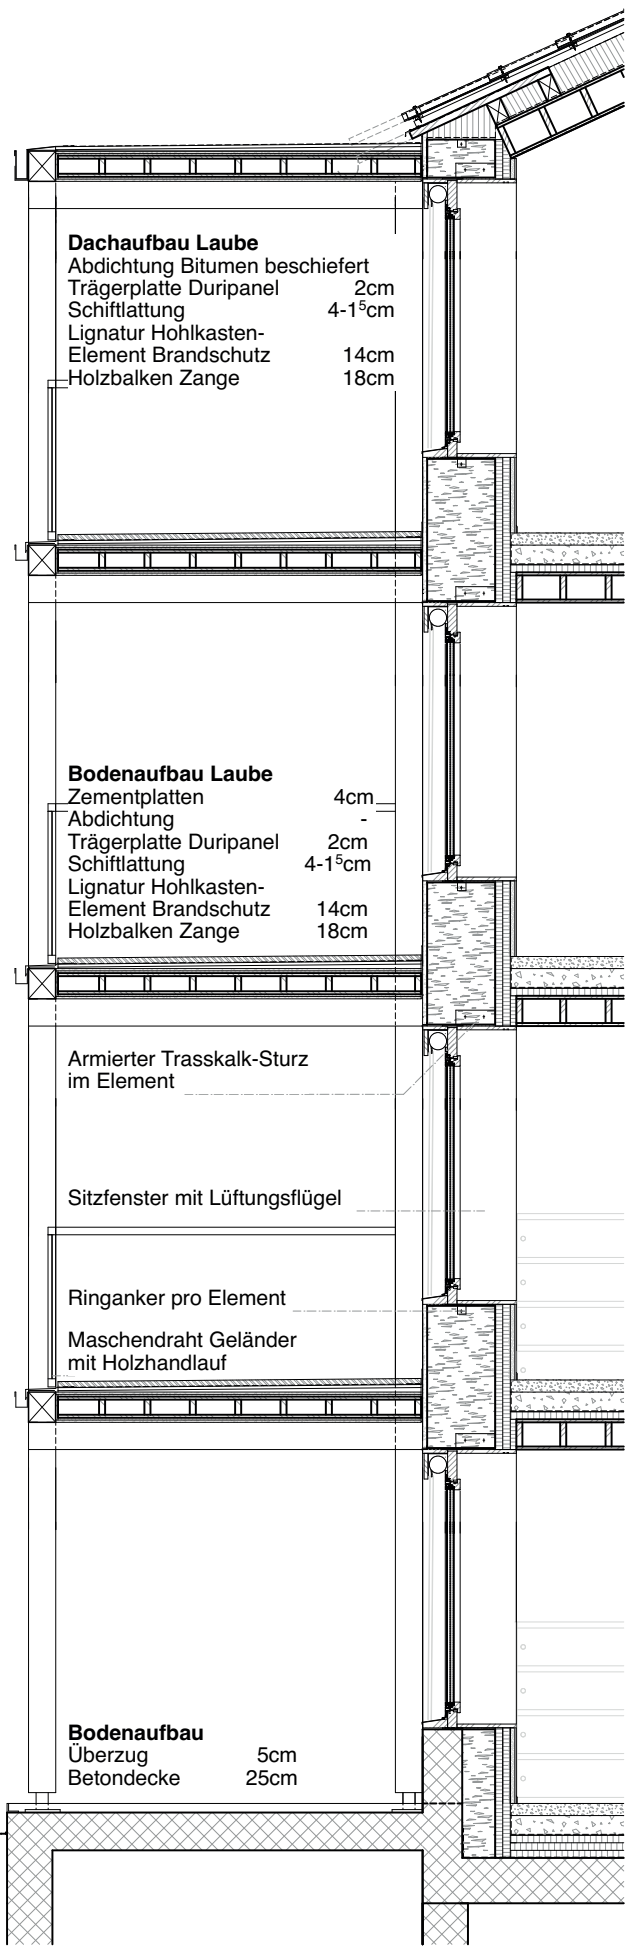 Dachaufbau Laube
Abdichtung Bitumen beschiefert
Trägerplatte Duripanel 2cm
Schiftlattung 4-1⁵cm
Lignatur Hohlkasten-
Element Brandschutz 14cm
Holzbalken Zange 18cm
Bodenaufbau Laube
Zementplatten 4cm
Abdichtung -
Trägerplatte Duripanel 2cm
Schiftlattung 4-1⁵cm
Lignatur Hohlkasten-
Element Brandschutz 14cm
Holzbalken Zange 18cm
Armierter Trasskalk-Sturz
im Element
Sitzfenster mit Lüftungsflügel
Ringanker pro Element
Maschendraht Geländer
mit Holzhandlauf
Bodenaufbau
Überzug 5cm
Betondecke 25cm